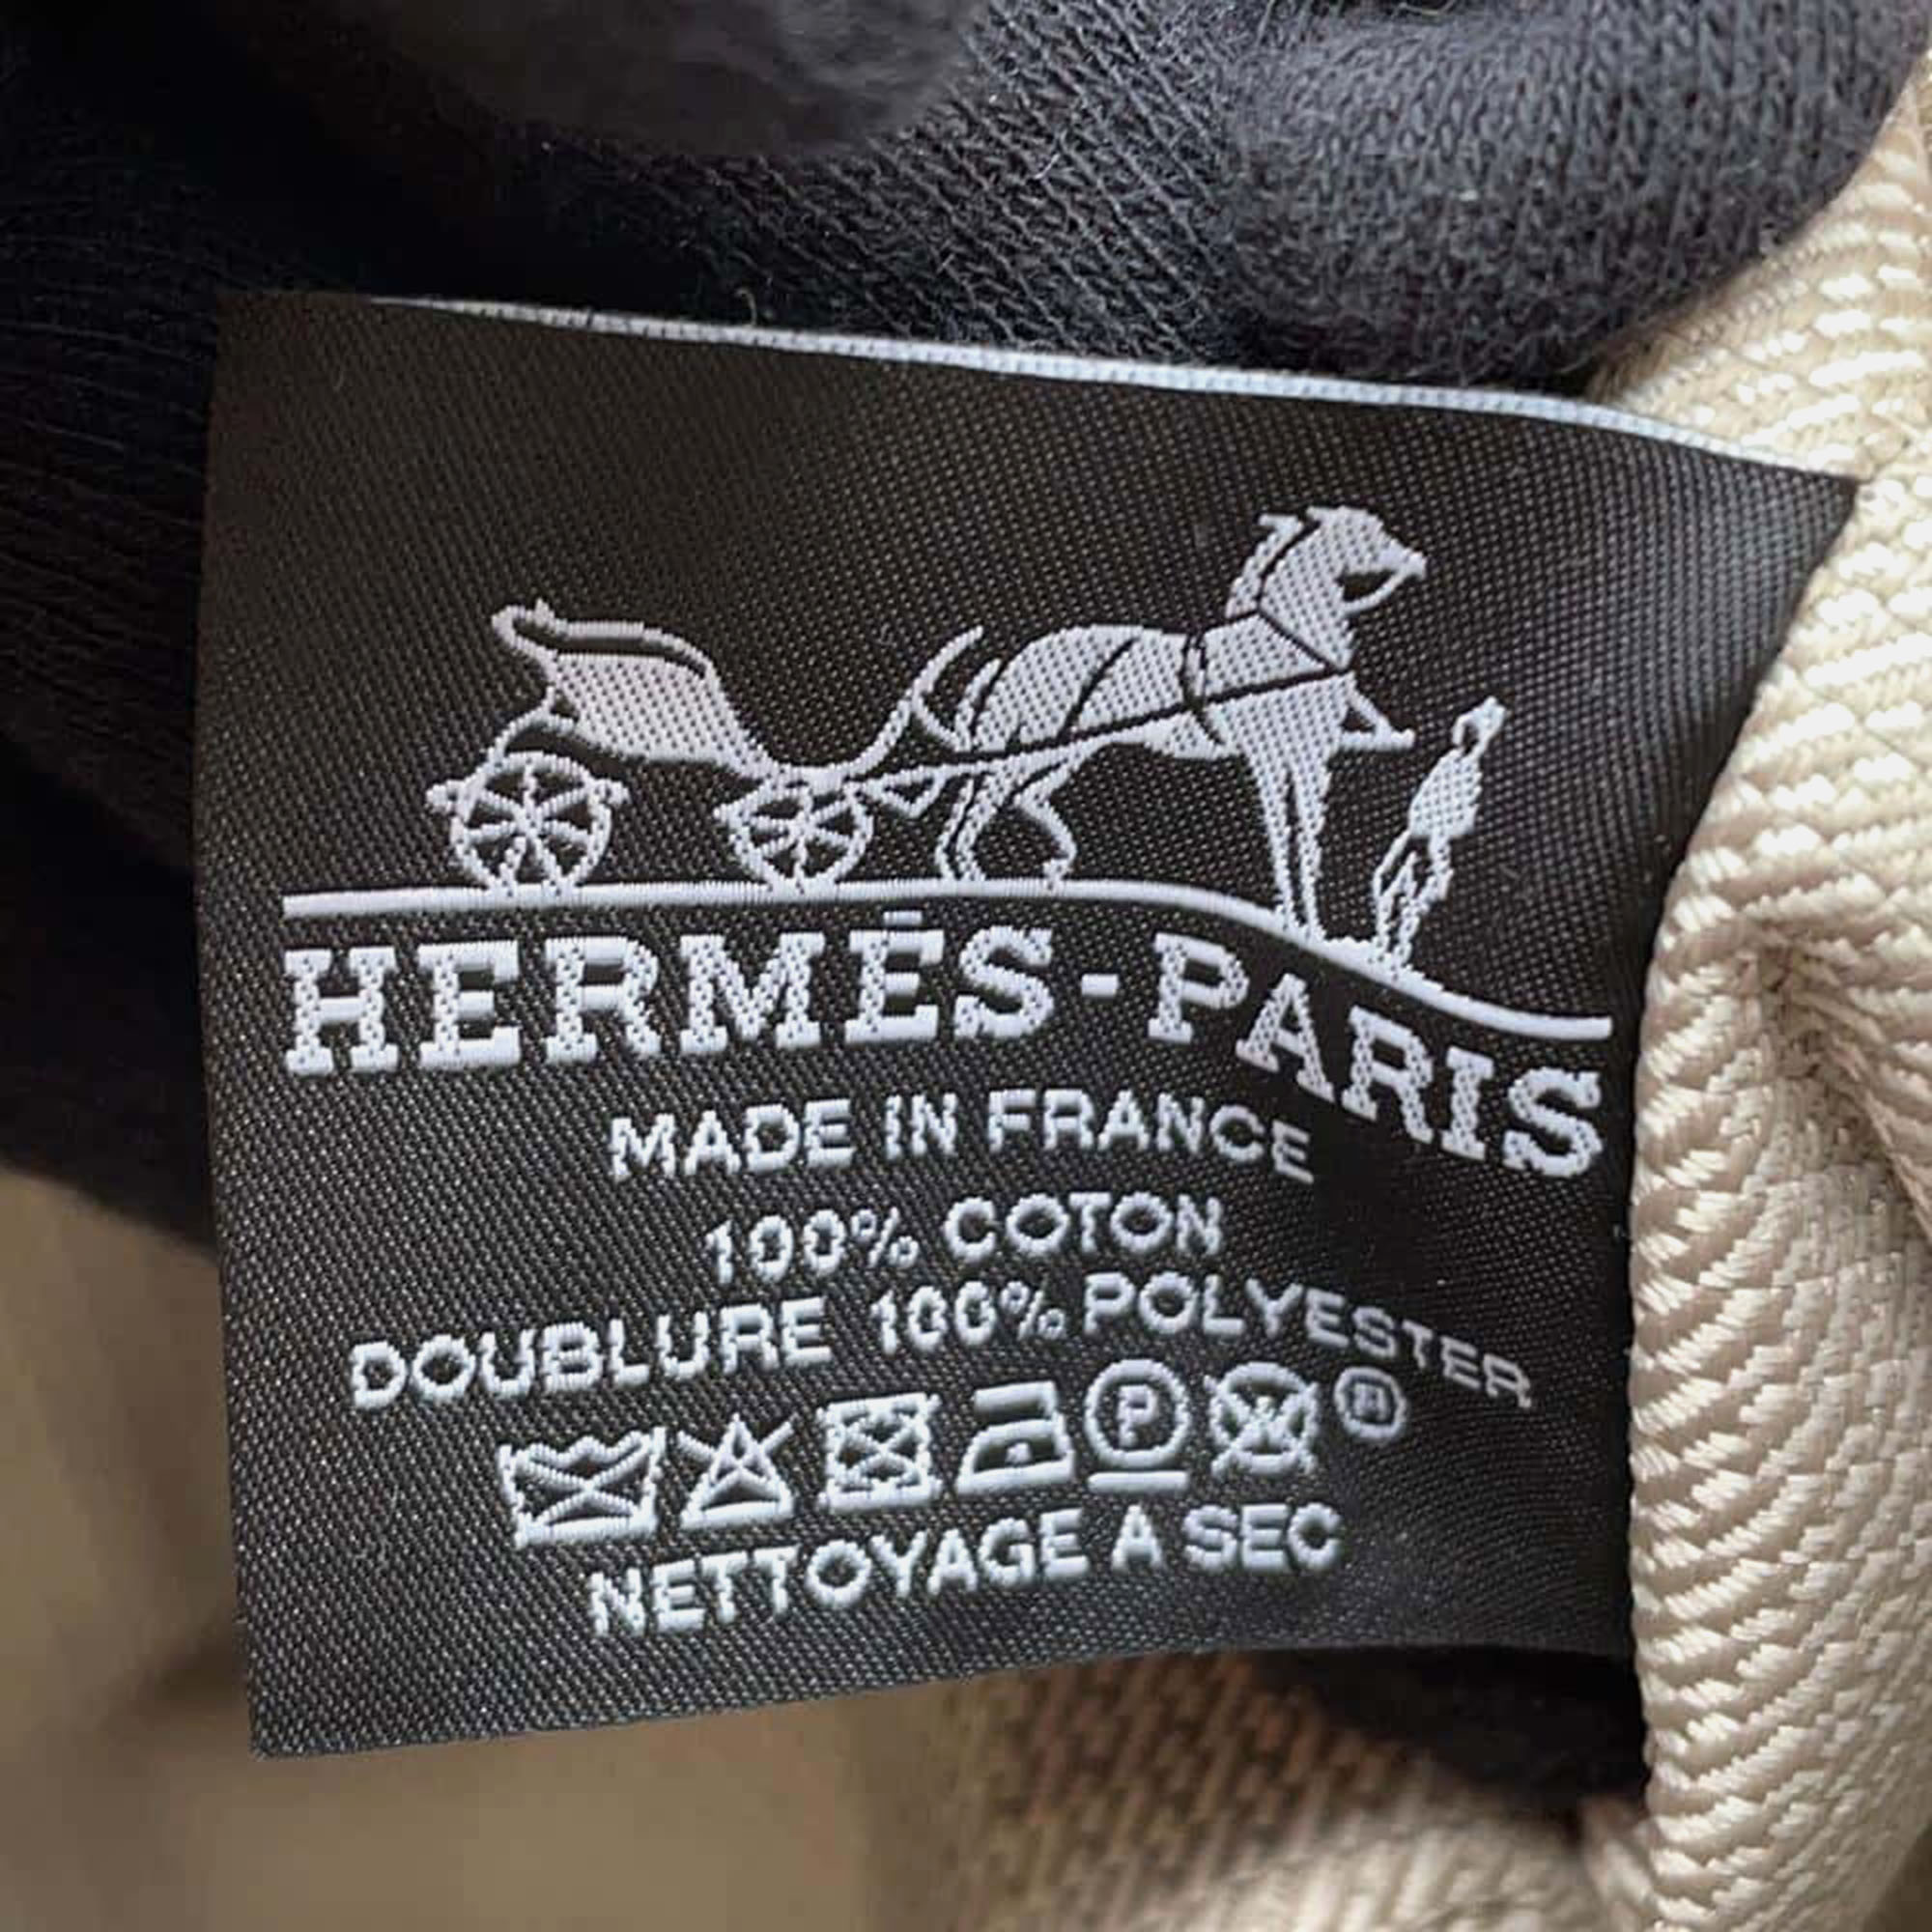 HERMÈS-PARIS
MADE IN FRANCE
100% COTON
DOUBLURE 100% POLYESTER
P ®
NETTOYAGE A SEC